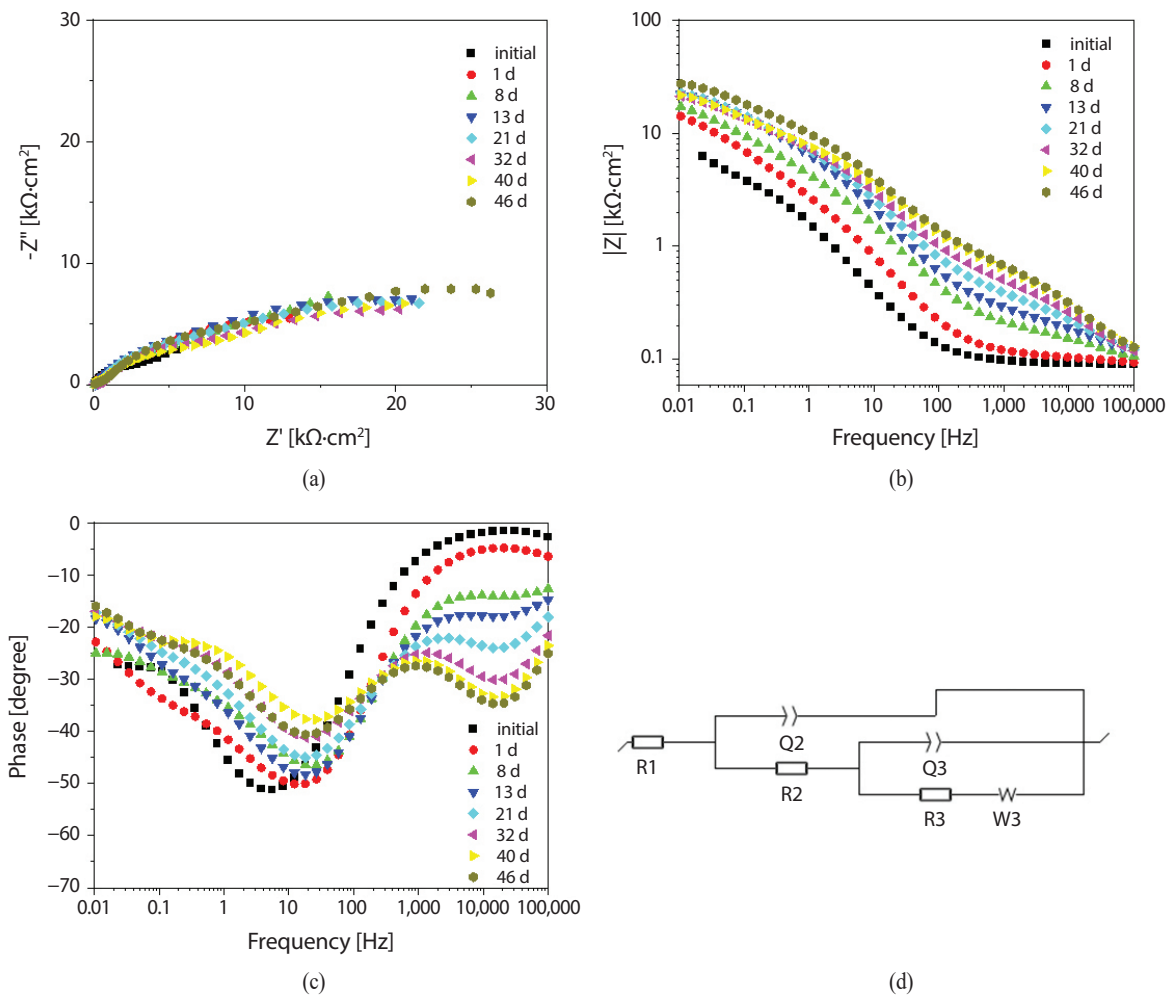 30
20
10
0
-Z" [kΩ·cm²]
0
10
20
30
Z' [kΩ·cm²]
initial
1 d
8 d
13 d
21 d
32 d
40 d
46 d
(a)
100
10
1
0.1
|Z| [kΩ·cm²]
0.01
0.1
1
10
100
1,000
10,000
100,000
Frequency [Hz]
initial
1 d
8 d
13 d
21 d
32 d
40 d
46 d
(b)
0
−10
−20
−30
−40
−50
−60
−70
Phase [degree]
0.01
0.1
1
10
100
1,000
10,000
100,000
Frequency [Hz]
initial
1 d
8 d
13 d
21 d
32 d
40 d
46 d
(c)
R1
Q2
R2
Q3
R3
W3
(d)